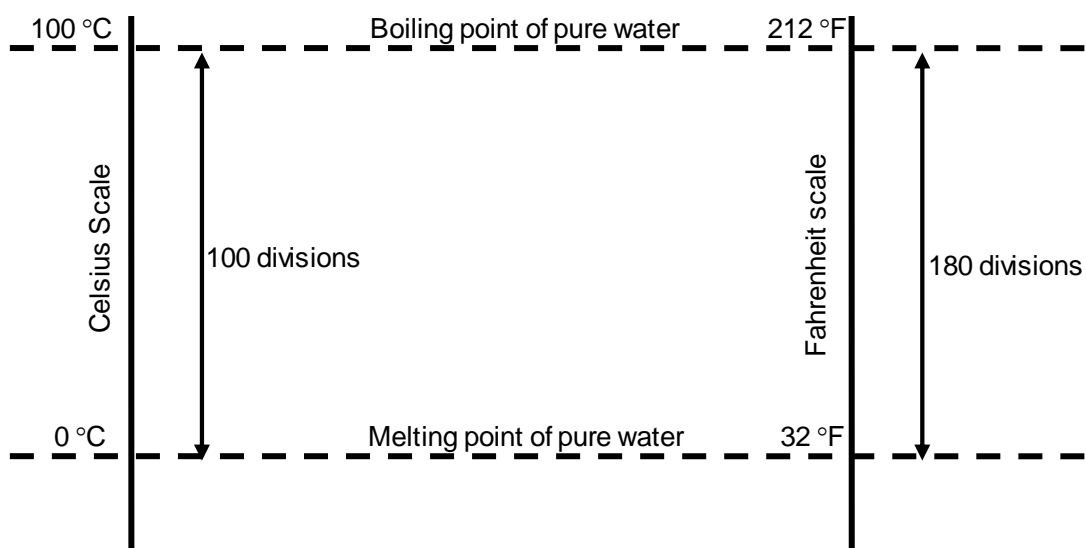 100 °C
Boiling point of pure water
212 °F
Celsius Scale
100 divisions
Fahrenheit scale
180 divisions
0 °C
Melting point of pure water
32 °F